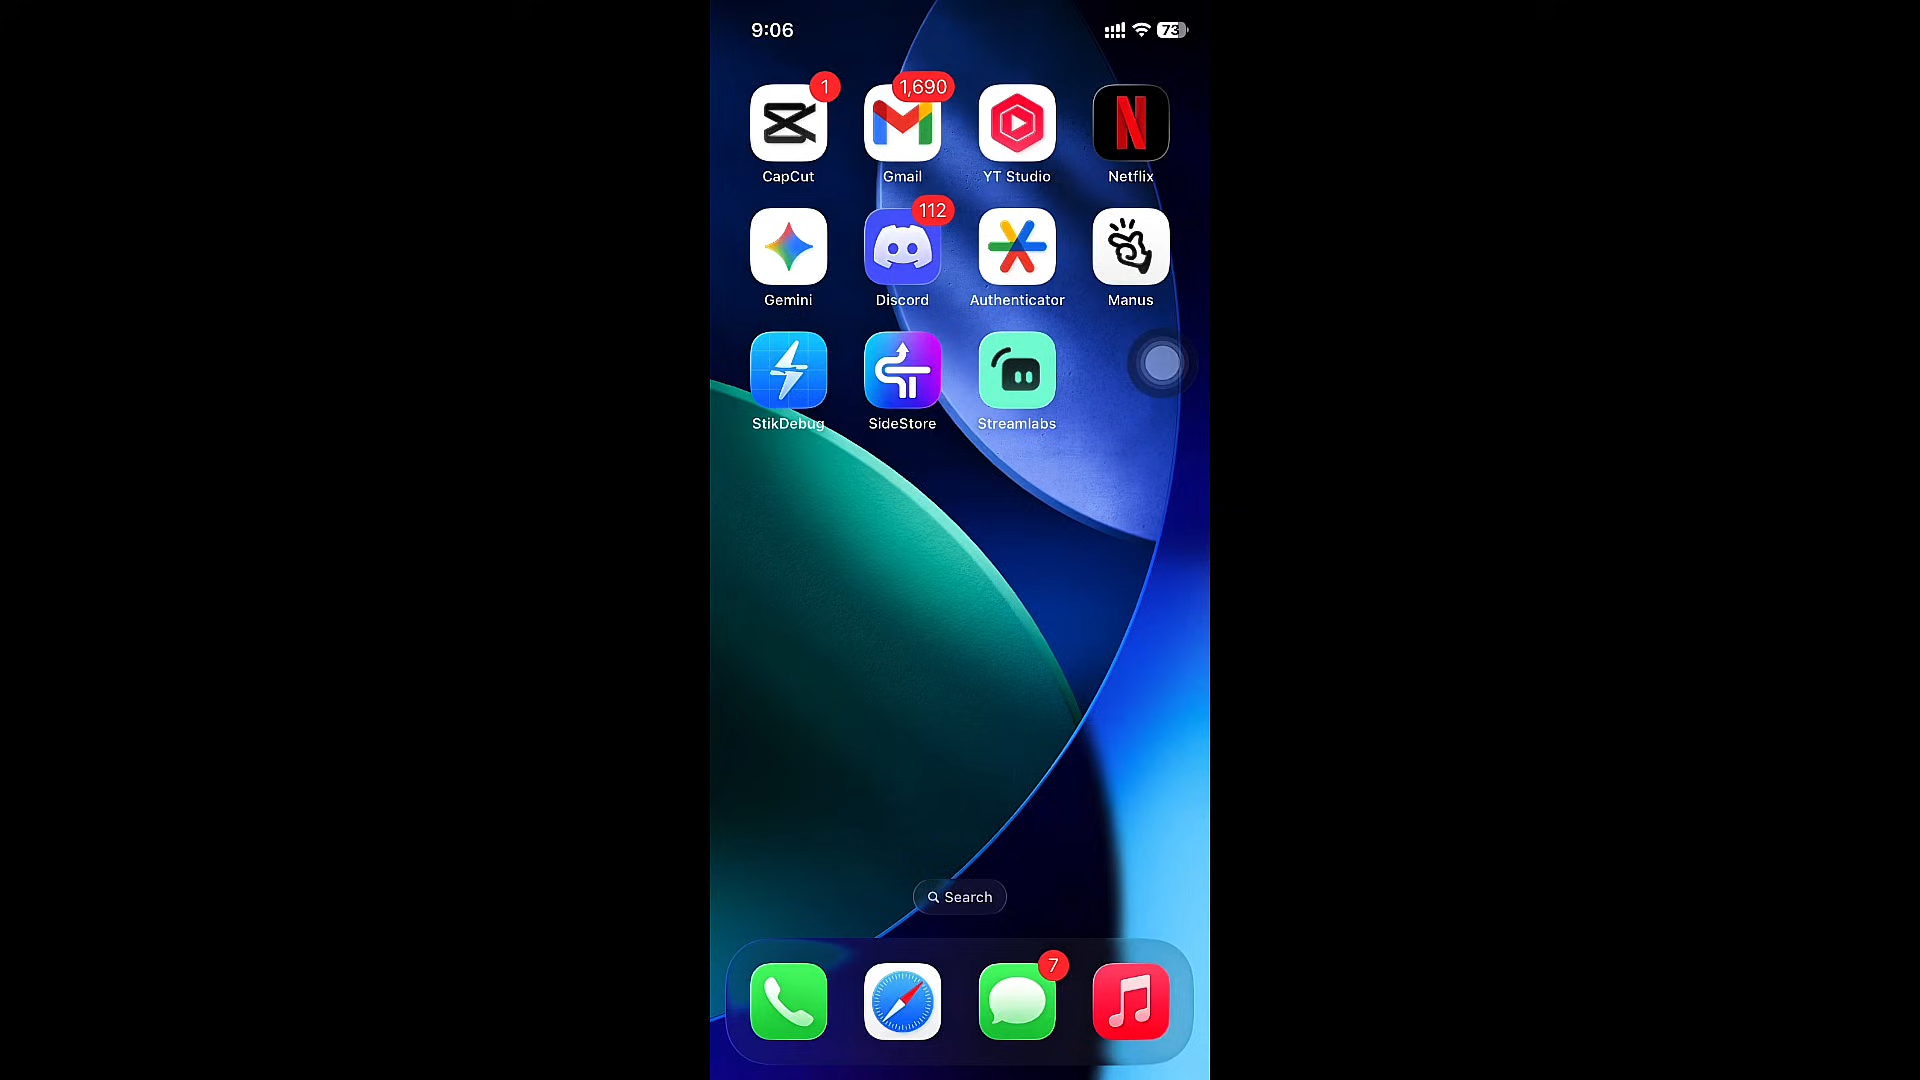 9:06
73
1
1,690
CapCut
Gmail
YT Studio
Netflix
112
Gemini
Discord
Authenticator
Manus
StikDebug
SideStore
Streamlabs
Search
7